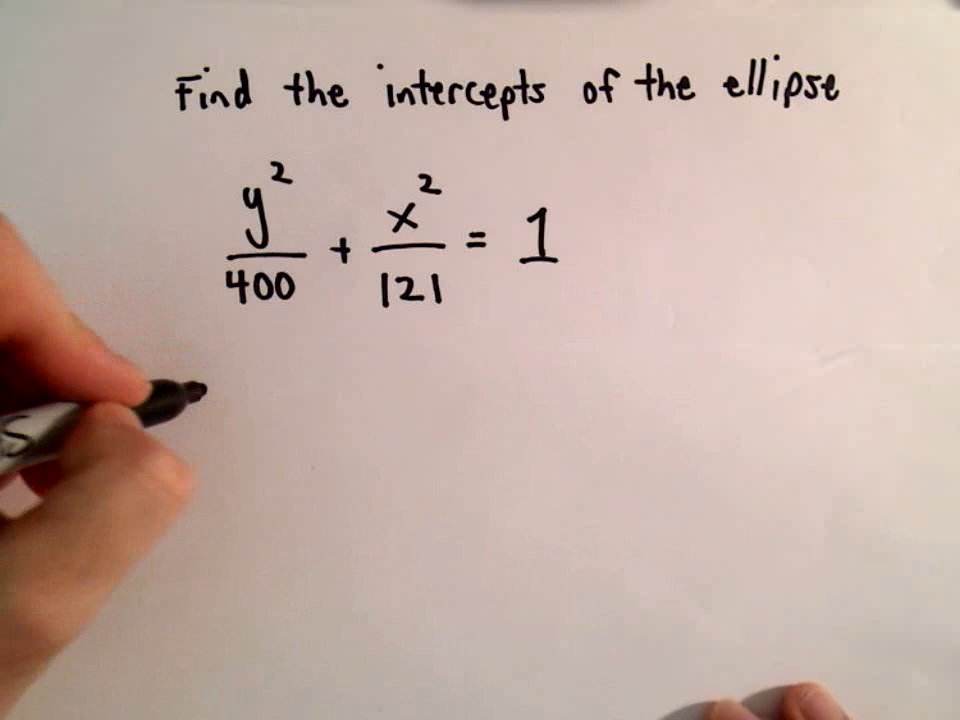 Find the intercepts of the ellipse
y²/400 + x²/121 = 1